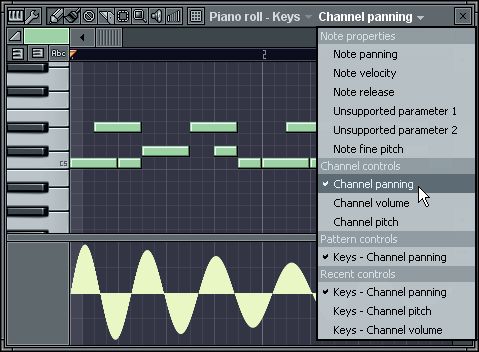 Piano roll - Keys
Channel panning
Abc
2
C5
Note properties
Note panning
Note velocity
Note release
Unsupported parameter 1
Unsupported parameter 2
Note fine pitch
Channel controls
Channel panning
Channel volume
Channel pitch
Pattern controls
Keys - Channel panning
Recent controls
Keys - Channel panning
Keys - Channel pitch
Keys - Channel volume